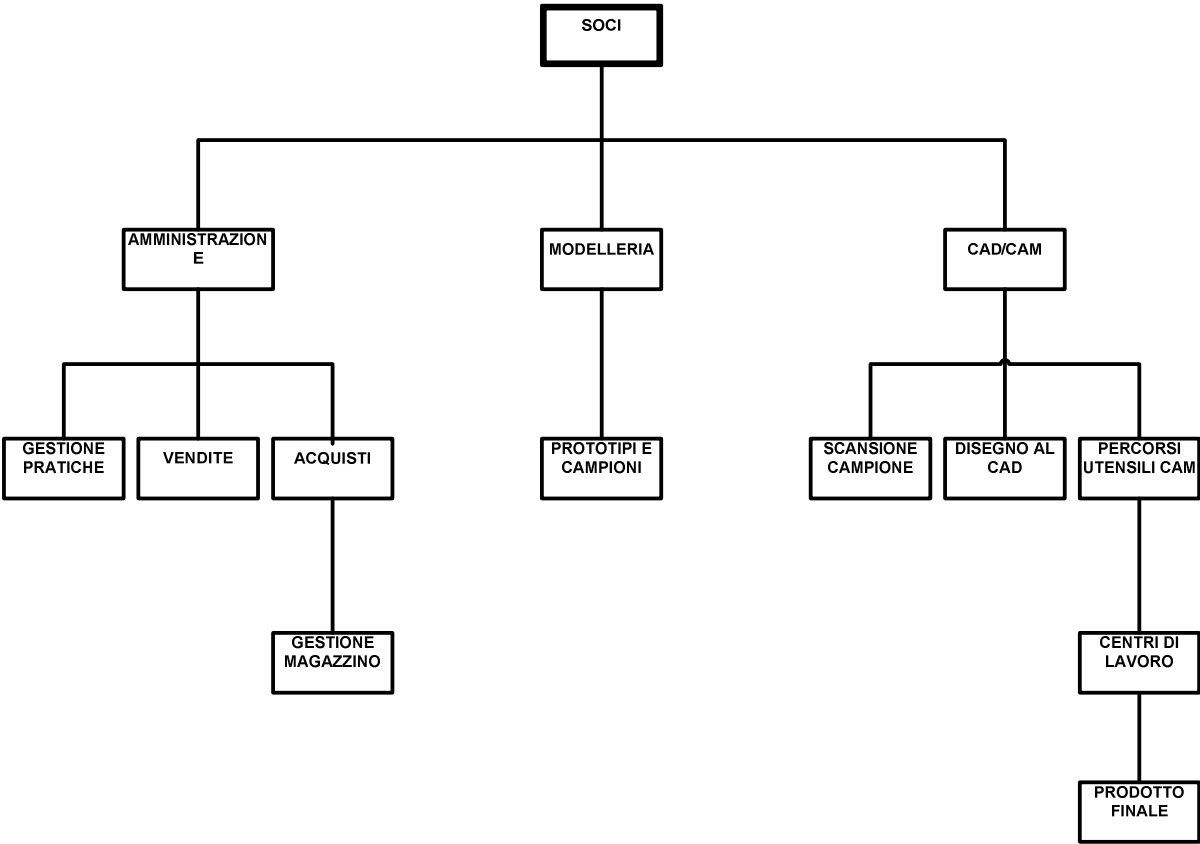 SOCI
AMMINISTRAZION
E
MODELLERIA
CAD/CAM
GESTIONE
PRATICHE
VENDITE
ACQUISTI
PROTOTIPI E
CAMPIONI
SCANSIONE
CAMPIONE
DISEGNO AL
CAD
PERCORSI
UTENSILI CAM
GESTIONE
MAGAZZINO
CENTRI DI
LAVORO
PRODOTTO
FINALE